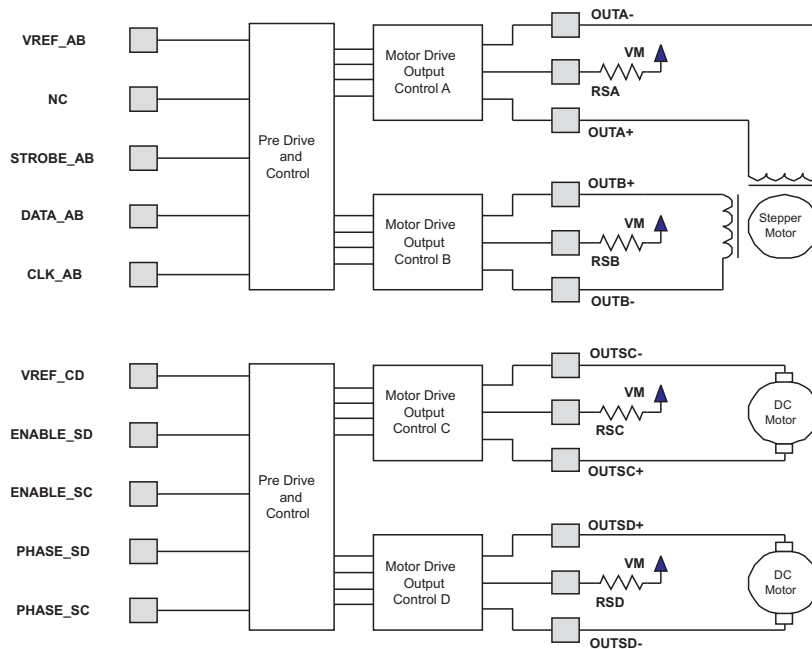 VREF_AB
NC
STROBE_AB
DATA_AB
CLK_AB
Pre Drive
and
Control
Motor Drive
Output
Control A
OUTA-
VM
RSA
OUTA+
Motor Drive
Output
Control B
OUTB+
VM
RSB
OUTB-
Stepper
Motor
VREF_CD
ENABLE_SD
ENABLE_SC
PHASE_SD
PHASE_SC
Pre Drive
and
Control
Motor Drive
Output
Control C
OUTSC-
VM
RSC
OUTSC+
DC
Motor
Motor Drive
Output
Control D
OUTSD+
VM
RSD
OUTSD-
DC
Motor